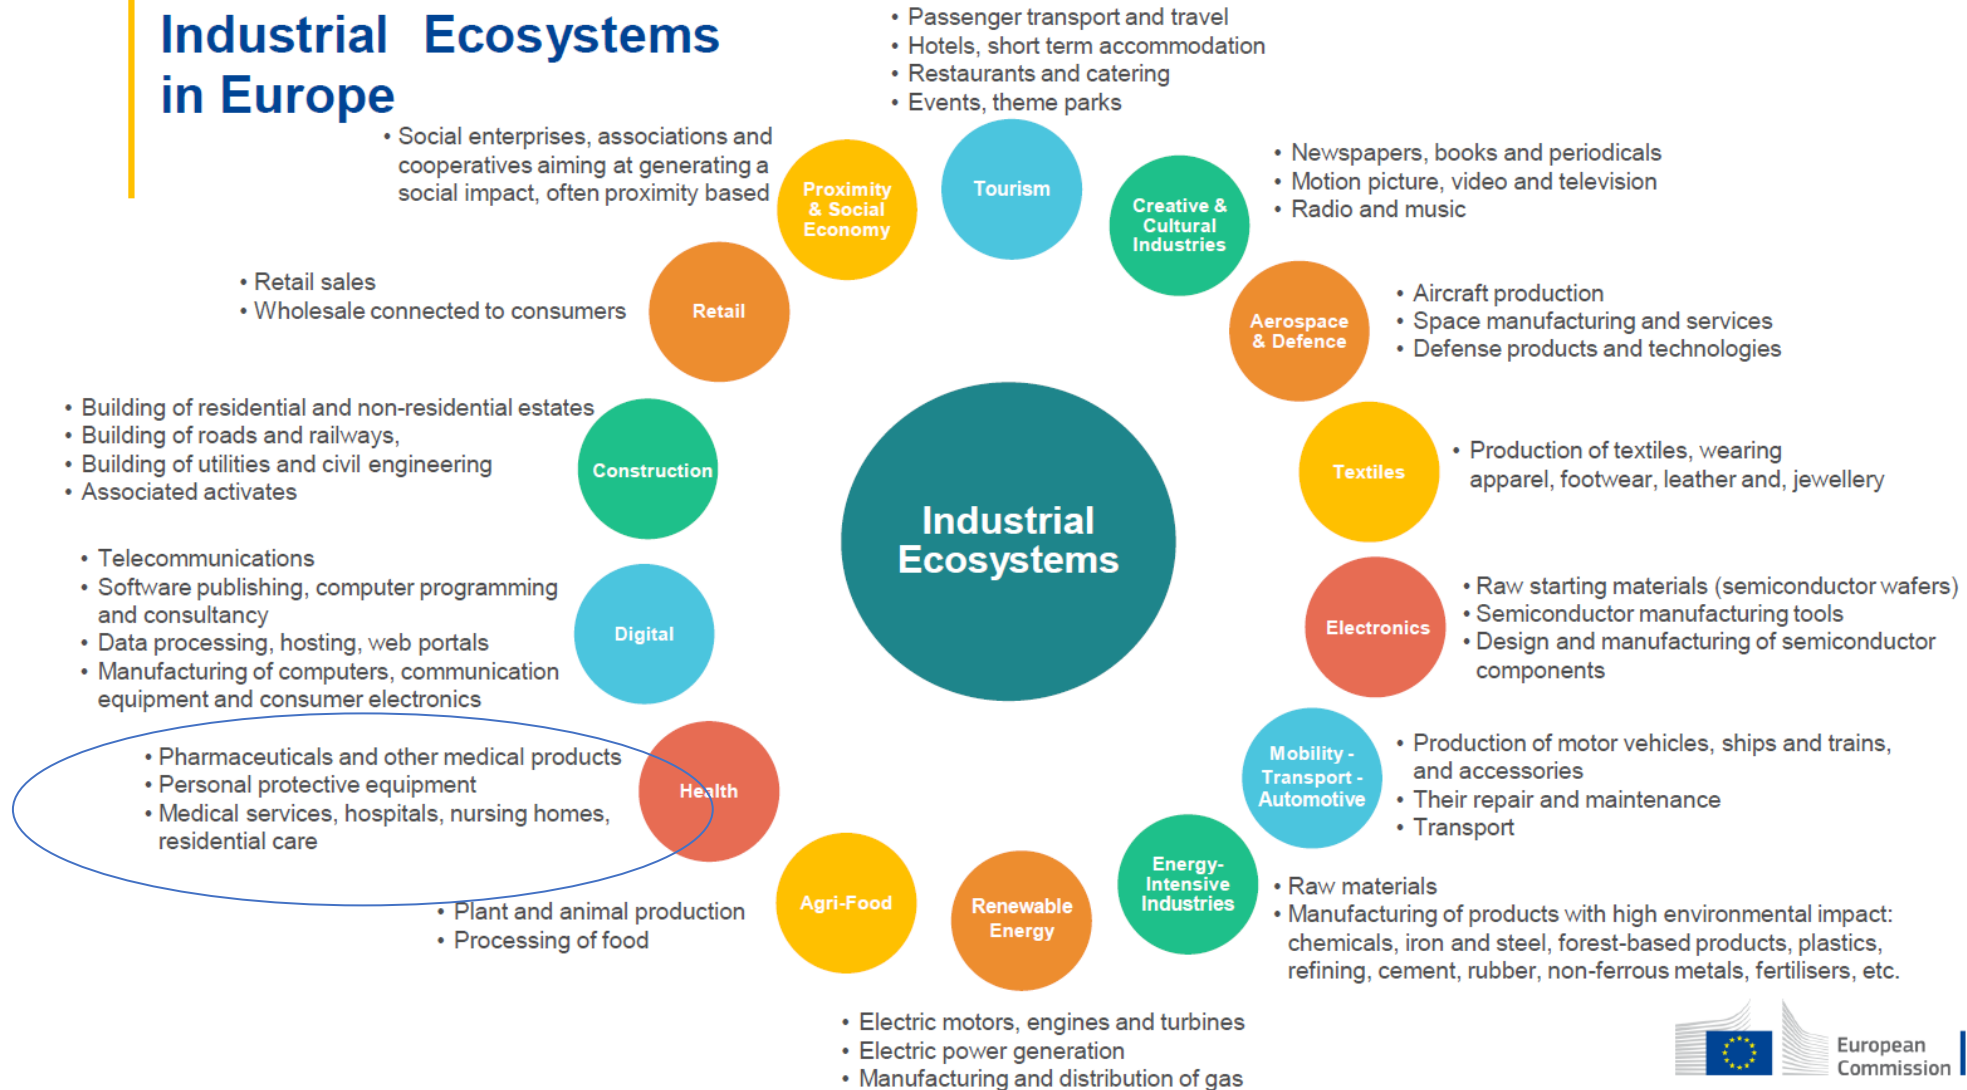 Industrial Ecosystems
in Europe
• Passenger transport and travel
• Hotels, short term accommodation
• Restaurants and catering
• Events, theme parks
• Social enterprises, associations and
cooperatives aiming at generating a
social impact, often proximity based
Proximity
& Social
Economy
Tourism
Creative &
Cultural
Industries
• Newspapers, books and periodicals
• Motion picture, video and television
• Radio and music
• Retail sales
• Wholesale connected to consumers
Retail
Aerospace
& Defence
• Aircraft production
• Space manufacturing and services
• Defense products and technologies
• Building of residential and non-residential estates
• Building of roads and railways,
• Building of utilities and civil engineering
• Associated activates
Construction
Textiles
• Production of textiles, wearing
apparel, footwear, leather and, jewellery
Industrial
Ecosystems
• Telecommunications
• Software publishing, computer programming
and consultancy
• Data processing, hosting, web portals
• Manufacturing of computers, communication
equipment and consumer electronics
Digital
Electronics
• Raw starting materials (semiconductor wafers)
• Semiconductor manufacturing tools
• Design and manufacturing of semiconductor
components
• Pharmaceuticals and other medical products
• Personal protective equipment
• Medical services, hospitals, nursing homes,
residential care
Health
Mobility -
Transport -
Automotive
• Production of motor vehicles, ships and trains,
and accessories
• Their repair and maintenance
• Transport
• Plant and animal production
• Processing of food
Agri-Food
Renewable
Energy
Energy-
Intensive
Industries
• Raw materials
• Manufacturing of products with high environmental impact:
chemicals, iron and steel, forest-based products, plastics,
refining, cement, rubber, non-ferrous metals, fertilisers, etc.
• Electric motors, engines and turbines
• Electric power generation
• Manufacturing and distribution of gas
European
Commission